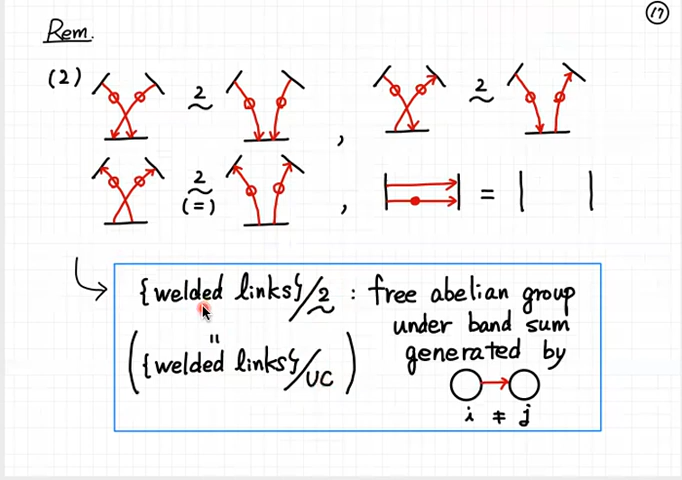 17
Rem.
(2) 2 ~ , 2 ~
2 ~ (=) , =
{welded links}/2~ : free abelian group
under band sum
generated by
({welded links}/UC)
=
i ≠ j